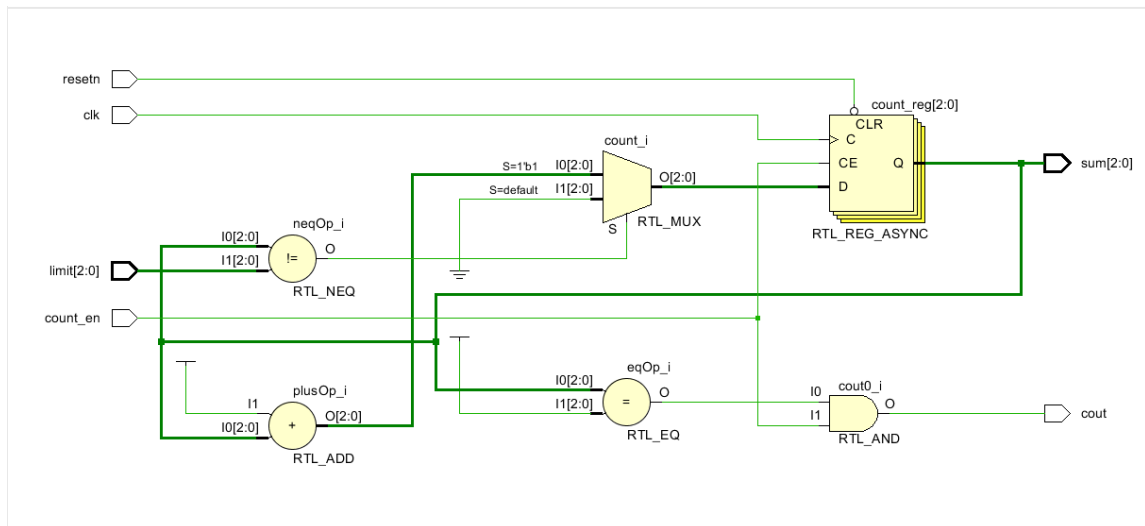 resetn
clk
count_reg[2:0]
CLR
C
CE
Q
D
RTL_REG_ASYNC
sum[2:0]
count_i
S=1'b1
I0[2:0]
S=default
I1[2:0]
O[2:0]
S
RTL_MUX
neqOp_i
I0[2:0]
I1[2:0]
!=
O
RTL_NEQ
limit[2:0]
count_en
plusOp_i
I1
I0[2:0]
+
O[2:0]
RTL_ADD
eqOp_i
I0[2:0]
I1[2:0]
=
O
RTL_EQ
cout0_i
I0
I1
O
RTL_AND
cout